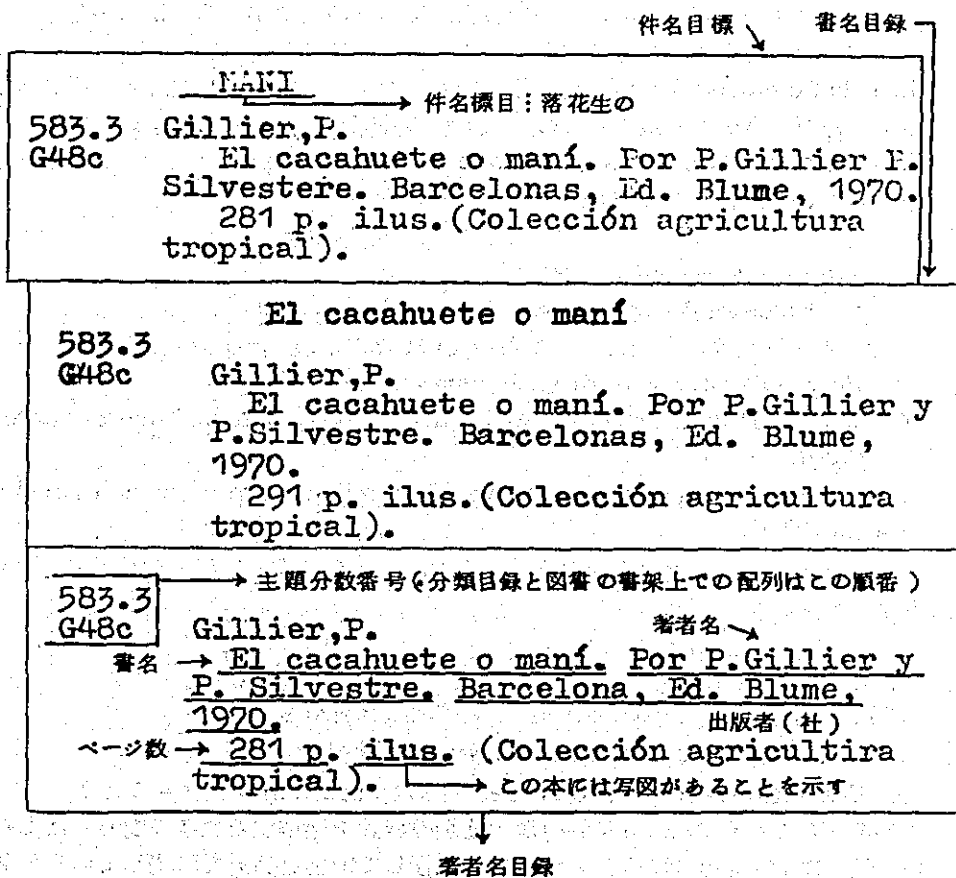 件名目標
書名目録
MANI
件名標目：落花生の
583.3 Gillier,P.
G48c El cacahuete o maní. Por P.Gillier P.
Silvestere. Barcelonas, Ed. Blume, 1970.
281 p. ilus.(Colección agricultura
tropical).
El cacahuete o maní
583.3
G48c Gillier,P.
El cacahuete o maní. Por P.Gillier y
P.Silvestre. Barcelonas, Ed. Blume,
1970.
291 p. ilus.(Colección agricultura
tropical).
主題分数番号(分類目録と図書の書架上での配列はこの順番)
583.3
G48c Gillier,P. 著者名
書名 El cacahuete o maní. Por P.Gillier y
P. Silvestre. Barcelona, Ed. Blume,
1970. 出版者(社)
ページ数 281 p. ilus. (Colección agricultira
tropical). この本には写図があることを示す
著者名目録